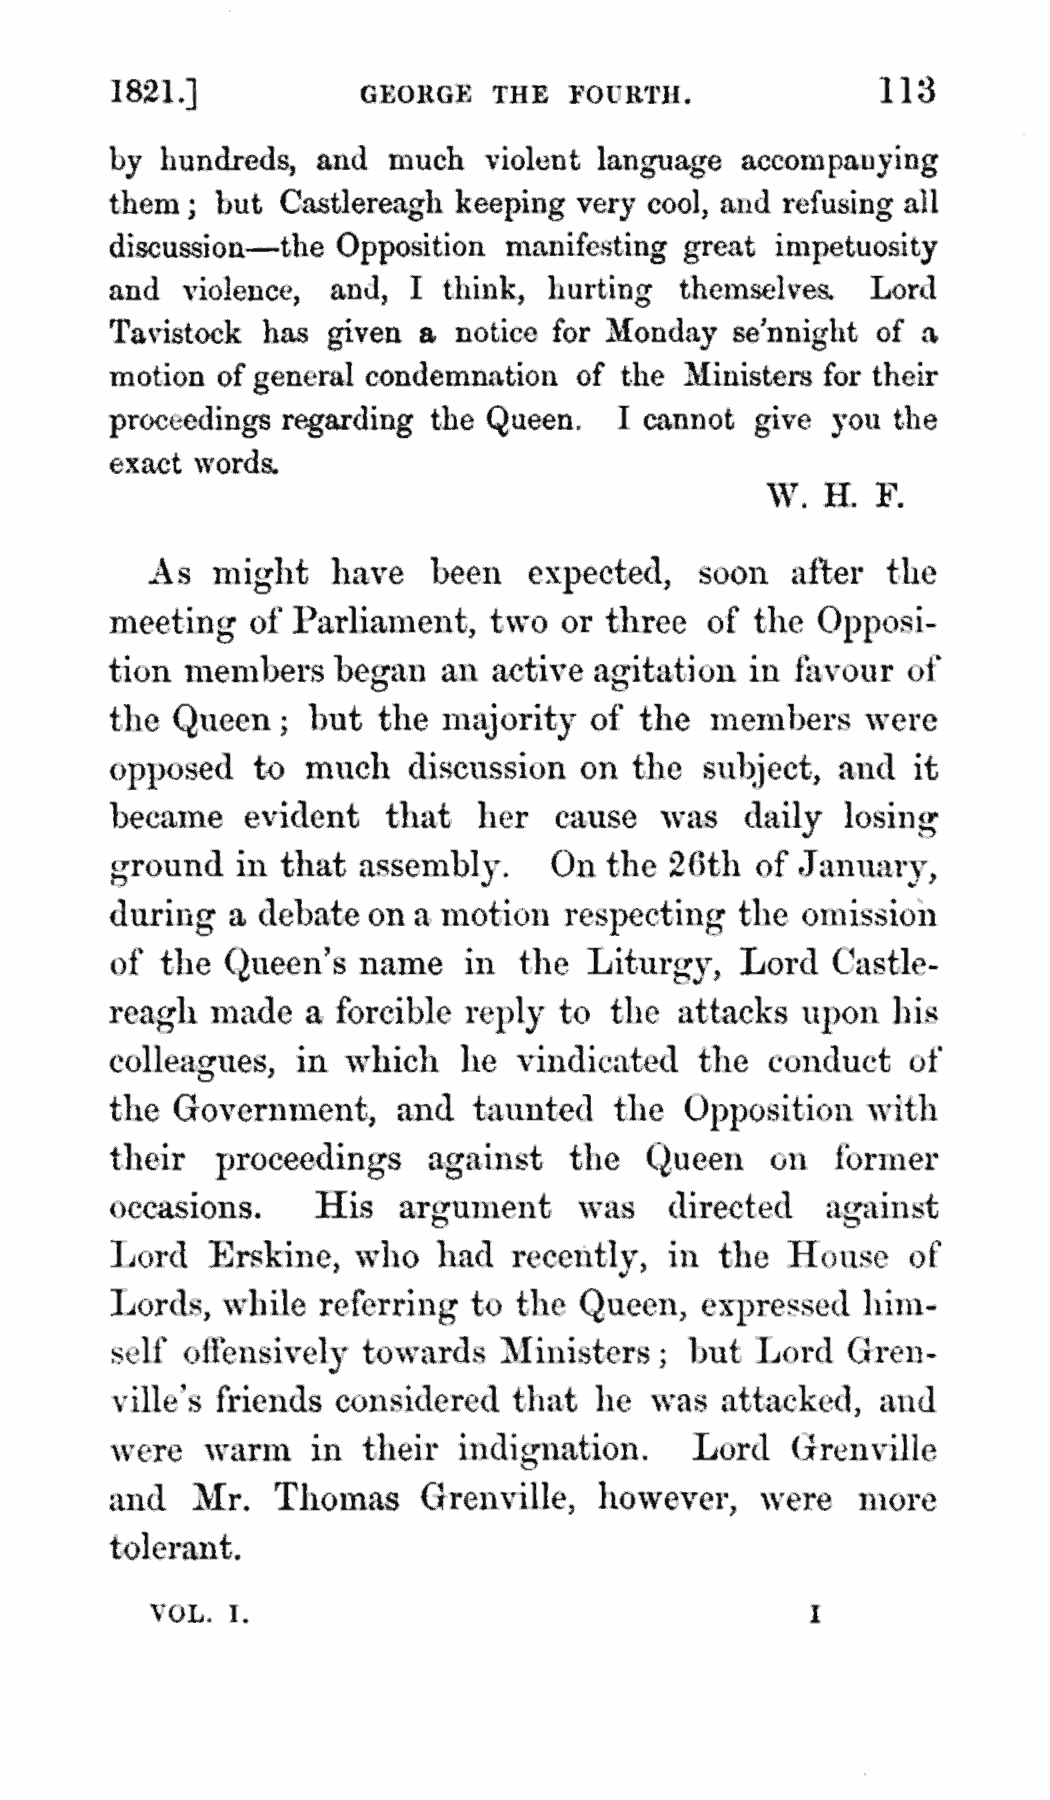 1821.] GEORGE THE FOURTH. 113
by hundreds, and much violent language accompanying
them; but Castlereagh keeping very cool, and refusing all
discussion—the Opposition manifesting great impetuosity
and violence, and, I think, hurting themselves. Lord
Tavistock has given a notice for Monday se'nnight of a
motion of general condemnation of the Ministers for their
proceedings regarding the Queen. I cannot give you the
exact words.
W. H. F.
As might have been expected, soon after the
meeting of Parliament, two or three of the Opposi-
tion members began an active agitation in favour of
the Queen; but the majority of the members were
opposed to much discussion on the subject, and it
became evident that her cause was daily losing
ground in that assembly. On the 26th of January,
during a debate on a motion respecting the omission
of the Queen's name in the Liturgy, Lord Castle-
reagh made a forcible reply to the attacks upon his
colleagues, in which he vindicated the conduct of
the Government, and taunted the Opposition with
their proceedings against the Queen on former
occasions. His argument was directed against
Lord Erskine, who had recently, in the House of
Lords, while referring to the Queen, expressed him-
self offensively towards Ministers; but Lord Gren-
ville's friends considered that he was attacked, and
were warm in their indignation. Lord Grenville
and Mr. Thomas Grenville, however, were more
tolerant.
VOL. I. I